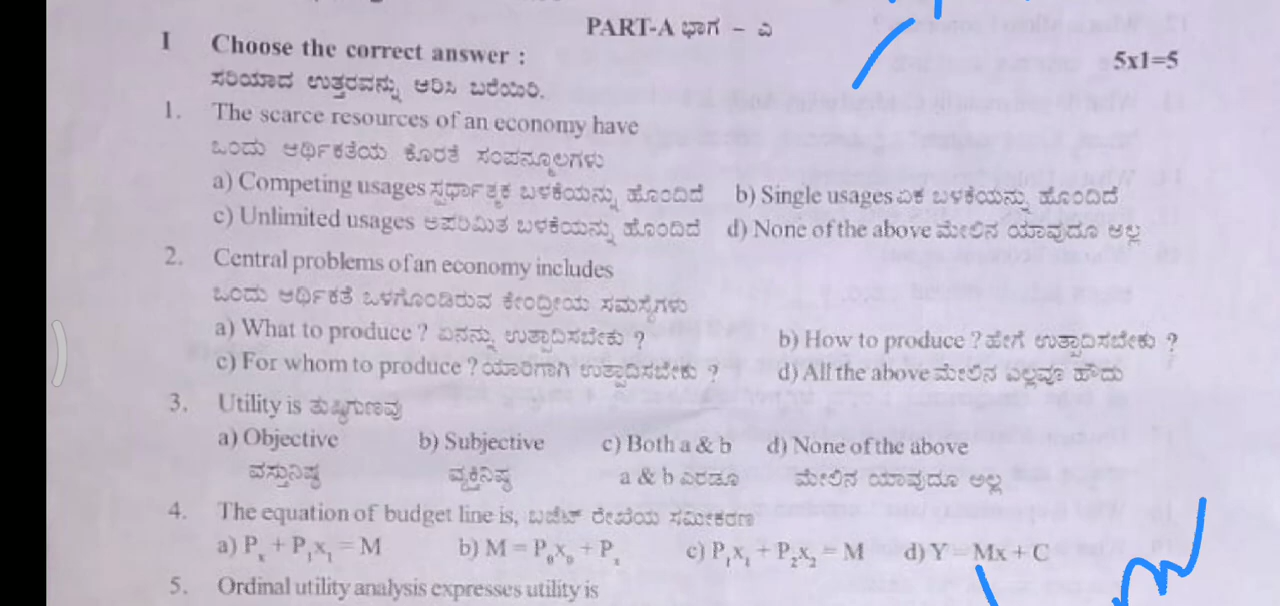 PART-A ಭಾಗ - ಎ
I Choose the correct answer : 5x1=5
ಸರಿಯಾದ ಉತ್ತರವನ್ನು ಆರಿಸಿ ಬರೆಯಿರಿ.
1. The scarce resources of an economy have
ಒಂದು ಆರ್ಥಿಕತೆಯ ಕೊರತೆ ಸಂಪನ್ಮೂಲಗಳು
a) Competing usages ಸ್ಪರ್ಧಾತ್ಮಕ ಬಳಕೆಯನ್ನು ಹೊಂದಿದೆ b) Single usages ಏಕ ಬಳಕೆಯನ್ನು ಹೊಂದಿದೆ
c) Unlimited usages ಅಪರಿಮಿತ ಬಳಕೆಯನ್ನು ಹೊಂದಿದೆ d) None of the above ಮೇಲಿನ ಯಾವುದೂ ಅಲ್ಲ
2. Central problems of an economy includes
ಒಂದು ಆರ್ಥಿಕತೆ ಒಳಗೊಂಡಿರುವ ಕೇಂದ್ರೀಯ ಸಮಸ್ಯೆಗಳು
a) What to produce ? ಏನನ್ನು ಉತ್ಪಾದಿಸಬೇಕು ? b) How to produce ? ಹೇಗೆ ಉತ್ಪಾದಿಸಬೇಕು ?
c) For whom to produce ? ಯಾರಿಗಾಗಿ ಉತ್ಪಾದಿಸಬೇಕು ? d) All the above ಮೇಲಿನ ಎಲ್ಲವೂ ಹೌದು
3. Utility is ತುಷ್ಟಿಗುಣವು
a) Objective b) Subjective c) Both a & b d) None of the above
ವಸ್ತುನಿಷ್ಠ ವ್ಯಕ್ತಿನಿಷ್ಠ a & b ಎರಡೂ ಮೇಲಿನ ಯಾವುದೂ ಅಲ್ಲ
4. The equation of budget line is, ಬಜೆಟ್ ರೇಖೆಯ ಸಮೀಕರಣ
a) Pₓ + P₁x₁ = M b) M = P₀x₀ + Pₓ c) P₁x₁ + P₂x₂ = M d) Y = Mx + C
5. Ordinal utility analysis expresses utility is